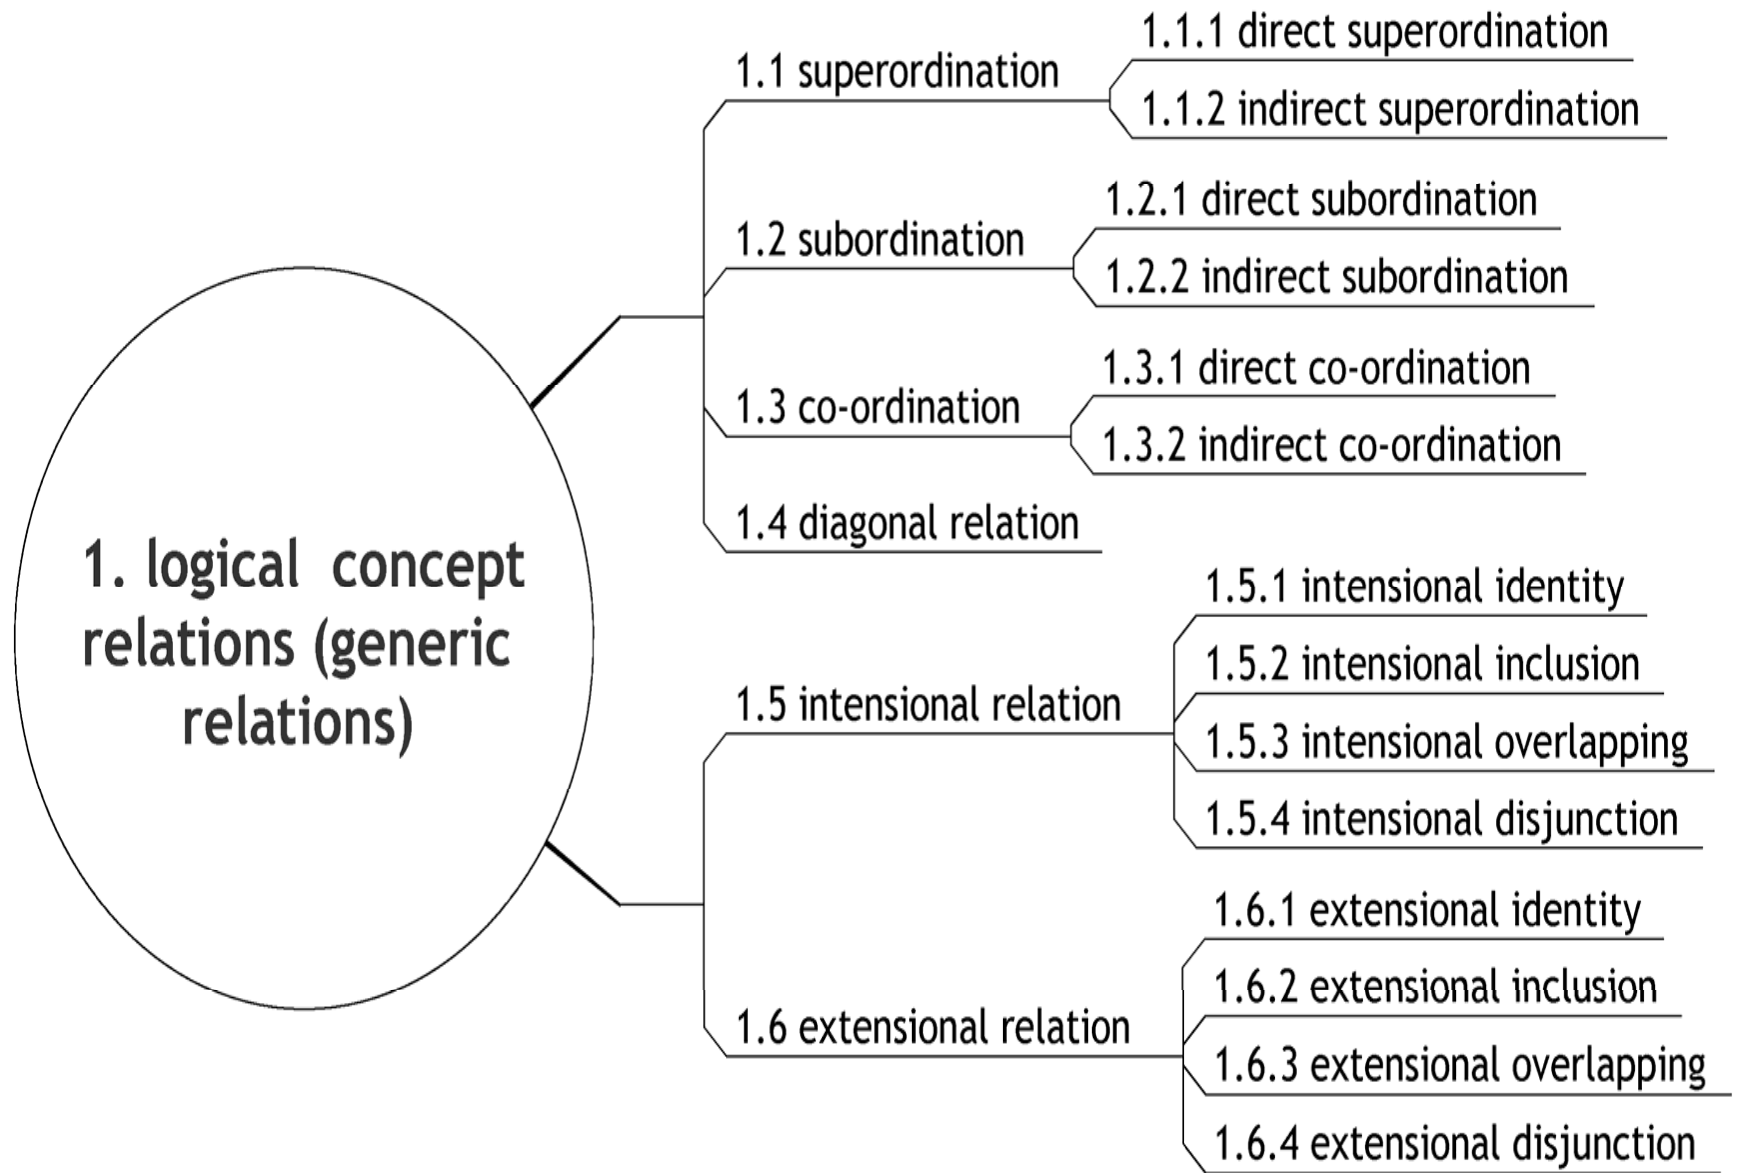 1. logical concept
relations (generic
relations)
1.1 superordination
1.1.1 direct superordination
1.1.2 indirect superordination
1.2 subordination
1.2.1 direct subordination
1.2.2 indirect subordination
1.3 co-ordination
1.3.1 direct co-ordination
1.3.2 indirect co-ordination
1.4 diagonal relation
1.5 intensional relation
1.5.1 intensional identity
1.5.2 intensional inclusion
1.5.3 intensional overlapping
1.5.4 intensional disjunction
1.6 extensional relation
1.6.1 extensional identity
1.6.2 extensional inclusion
1.6.3 extensional overlapping
1.6.4 extensional disjunction